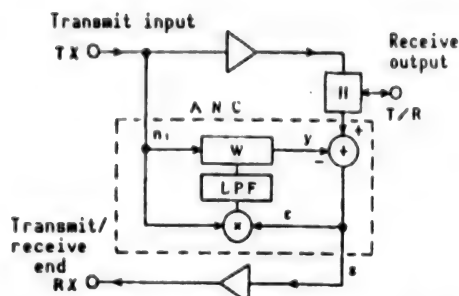 Transmit input
TX
Receive output
H
T/R
A N C
n₁
W
y
+
-
+
LPF
×
ε
s
Transmit/ receive end
RX